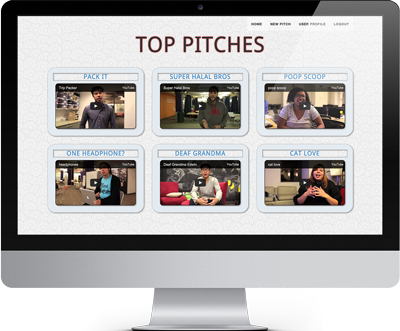 HOME NEW PITCH USER PROFILE LOGOUT
TOP PITCHES
PACK IT SUPER HALAL BROS POOP SCOOP
Trip Packer YouTube Super Halal Bros YouTube poop scoop YouTube
ONE HEADPHONE? DEAF GRANDMA CAT LOVE
headphones YouTube Deaf Grandma Edwin YouTube cat love YouTube